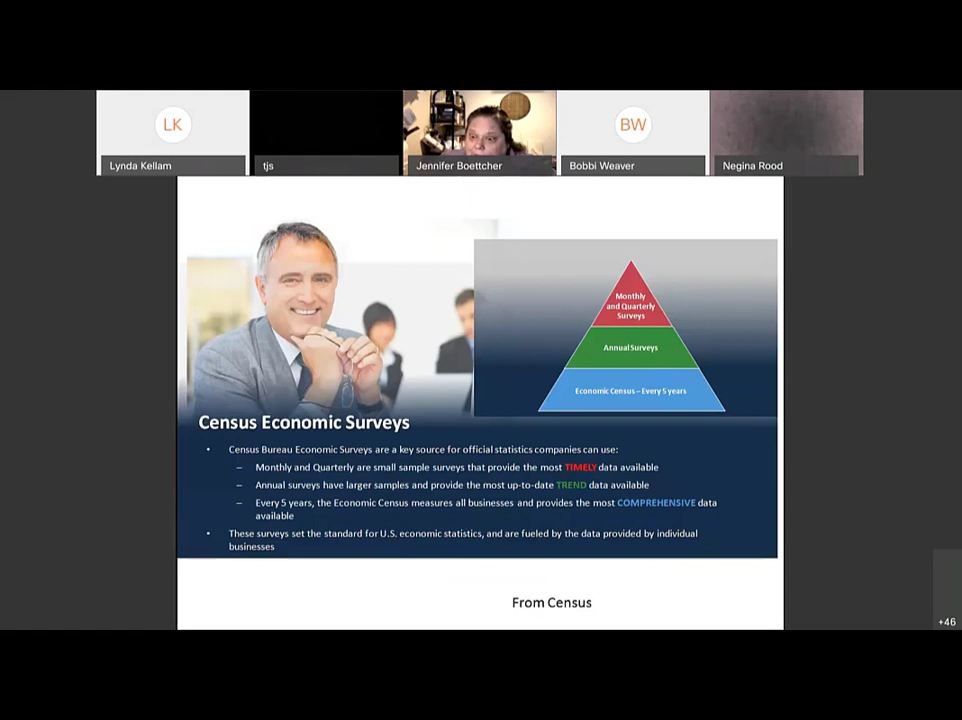 LK
BW
Lynda Kellam
tjs
Jennifer Boettcher
Bobbi Weaver
Negina Rood
Monthly
and Quarterly
Surveys
Annual Surveys
Economic Census – Every 5 years
Census Economic Surveys
• Census Bureau Economic Surveys are a key source for official statistics companies can use:
– Monthly and Quarterly are small sample surveys that provide the most TIMELY data available
– Annual surveys have larger samples and provide the most up-to-date TREND data available
– Every 5 years, the Economic Census measures all businesses and provides the most COMPREHENSIVE data
available
• These surveys set the standard for U.S. economic statistics, and are fueled by the data provided by individual
businesses
From Census
+46